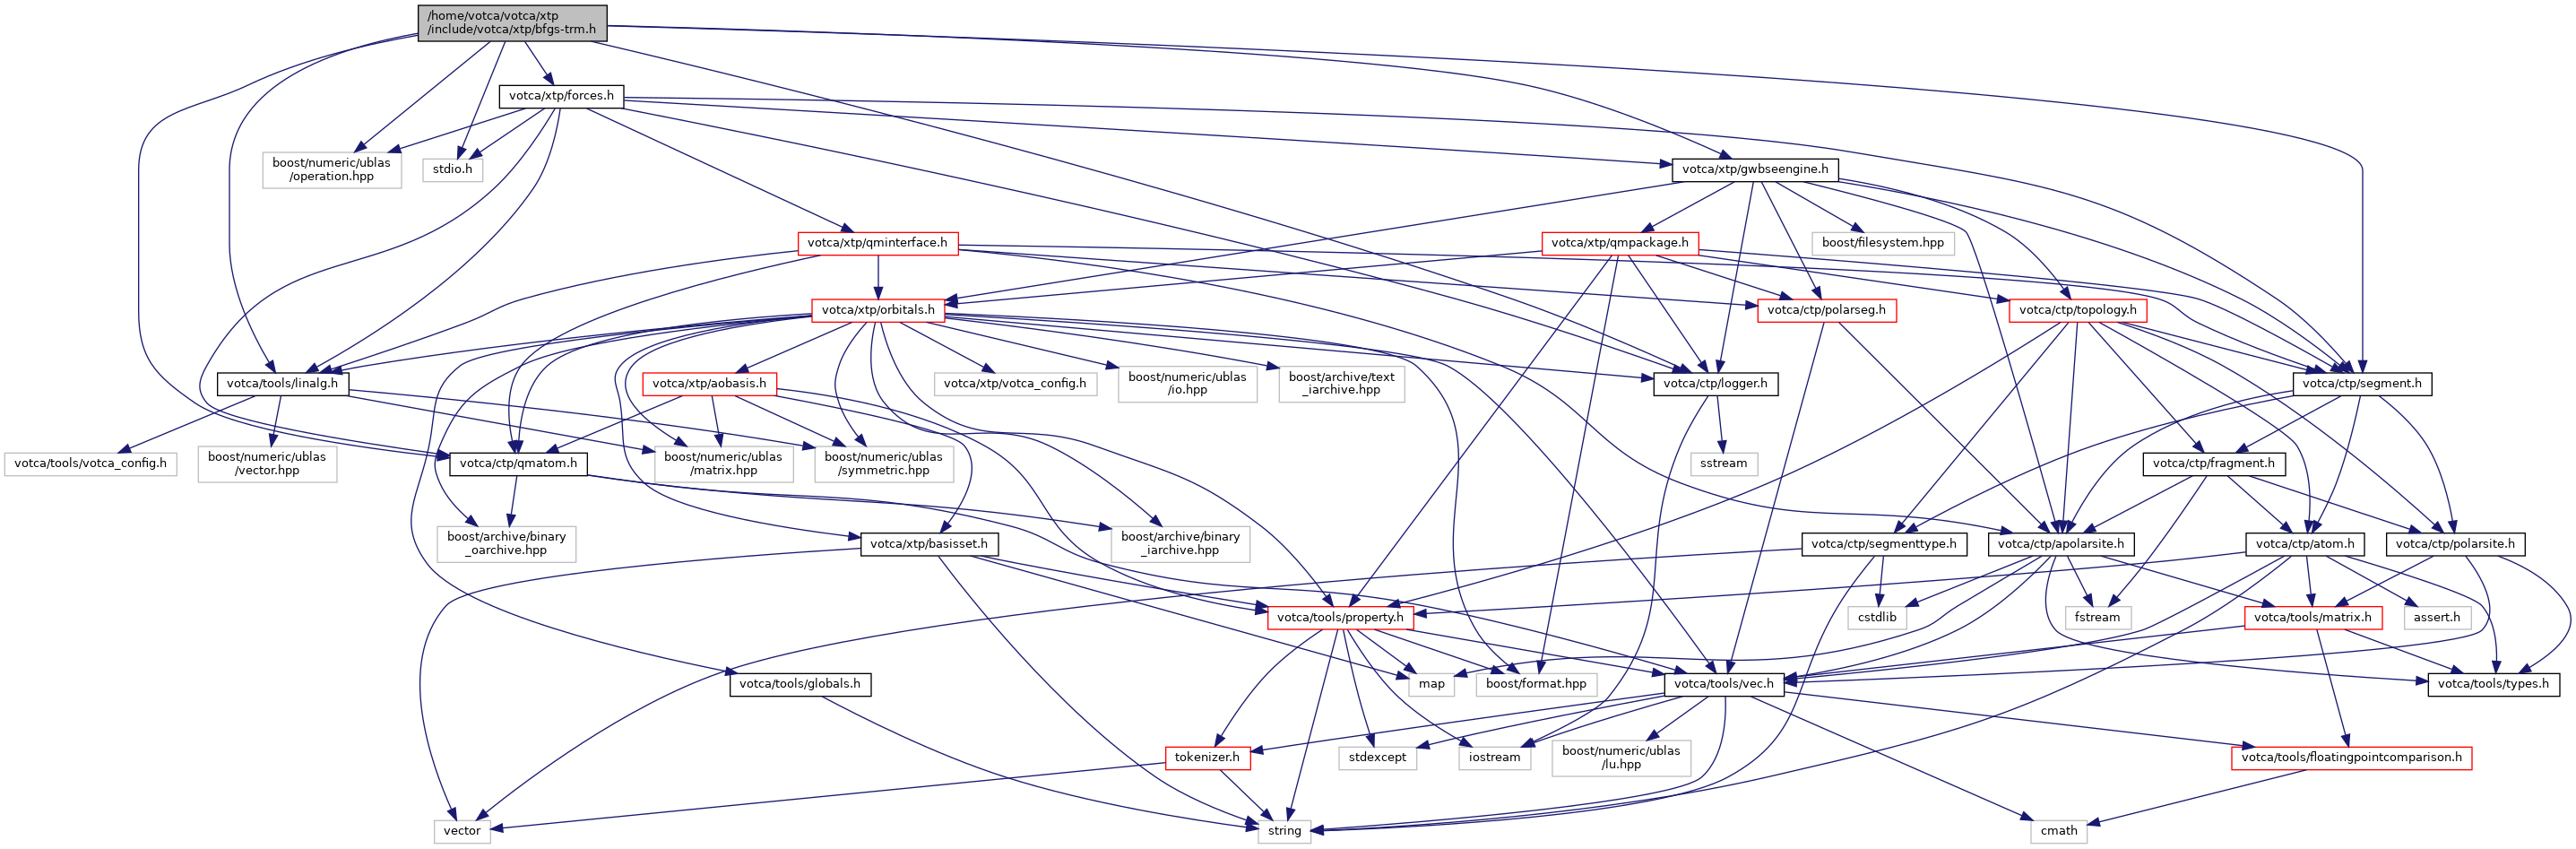 /home/votca/votca/xtp
/include/votca/xtp/bfgs-trm.h
votca/xtp/forces.h
boost/numeric/ublas
/operation.hpp
stdio.h
votca/xtp/gwbseengine.h
votca/xtp/qminterface.h
votca/xtp/qmpackage.h
boost/filesystem.hpp
votca/xtp/orbitals.h
votca/ctp/polarseg.h
votca/ctp/topology.h
votca/tools/linalg.h
votca/xtp/aobasis.h
votca/xtp/votca_config.h
boost/numeric/ublas
/io.hpp
boost/archive/text
_iarchive.hpp
votca/ctp/logger.h
votca/ctp/segment.h
votca/tools/votca_config.h
boost/numeric/ublas
/vector.hpp
votca/ctp/qmatom.h
boost/numeric/ublas
/matrix.hpp
boost/numeric/ublas
/symmetric.hpp
sstream
votca/ctp/fragment.h
boost/archive/binary
_oarchive.hpp
votca/xtp/basisset.h
boost/archive/binary
_iarchive.hpp
votca/ctp/segmenttype.h
votca/ctp/apolarsite.h
votca/ctp/atom.h
votca/ctp/polarsite.h
votca/tools/property.h
cstdlib
fstream
votca/tools/matrix.h
assert.h
votca/tools/globals.h
map
boost/format.hpp
votca/tools/vec.h
votca/tools/types.h
tokenizer.h
stdexcept
iostream
boost/numeric/ublas
/lu.hpp
votca/tools/floatingpointcomparison.h
vector
string
cmath